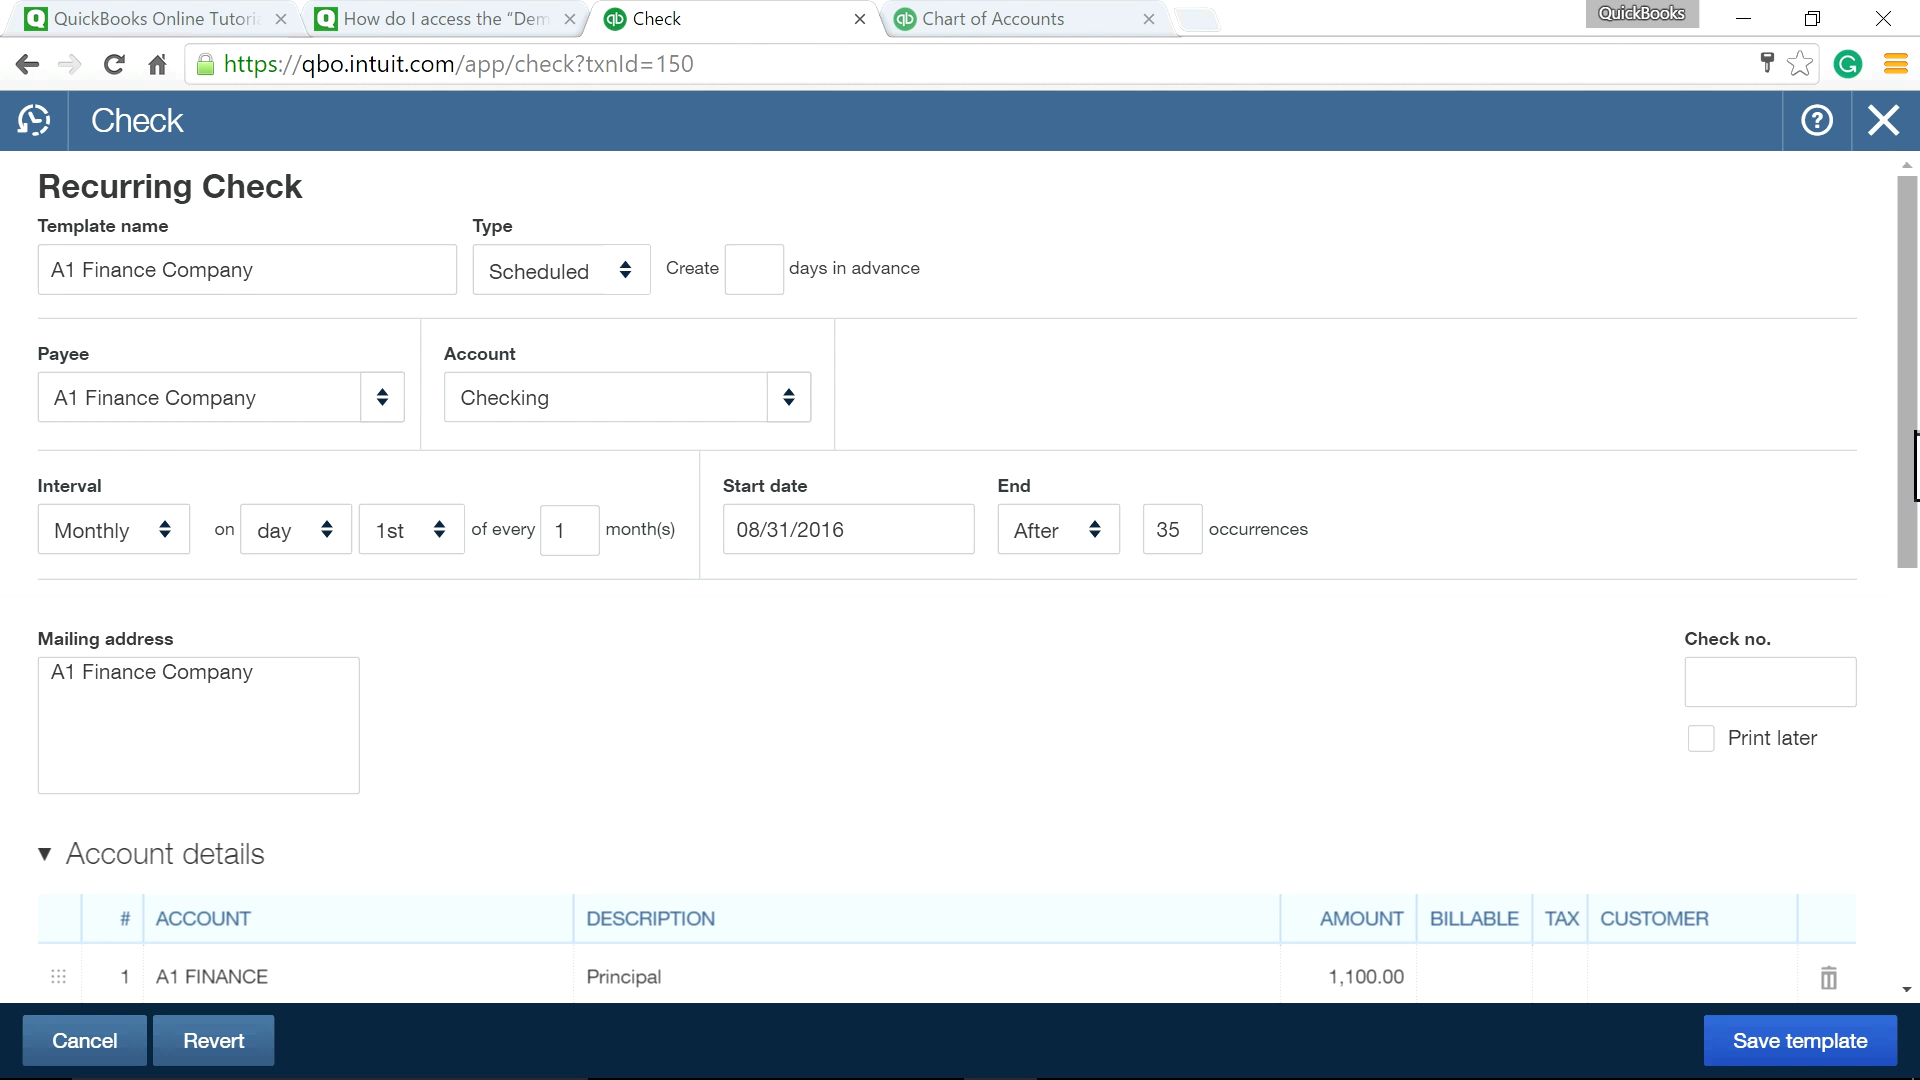 QuickBooks Online Tutoria
How do I access the "Dem
Check
Chart of Accounts
QuickBooks
https://qbo.intuit.com/app/check?txnId=150
Check
Recurring Check
Template name Type
A1 Finance Company Scheduled Create days in advance
Payee Account
A1 Finance Company Checking
Interval Start date End
Monthly on day 1st of every 1 month(s) 08/31/2016 After 35 occurrences
Mailing address Check no.
A1 Finance Company
Print later
Account details
# ACCOUNT DESCRIPTION AMOUNT BILLABLE TAX CUSTOMER
1 A1 FINANCE Principal 1,100.00
Cancel Revert Save template